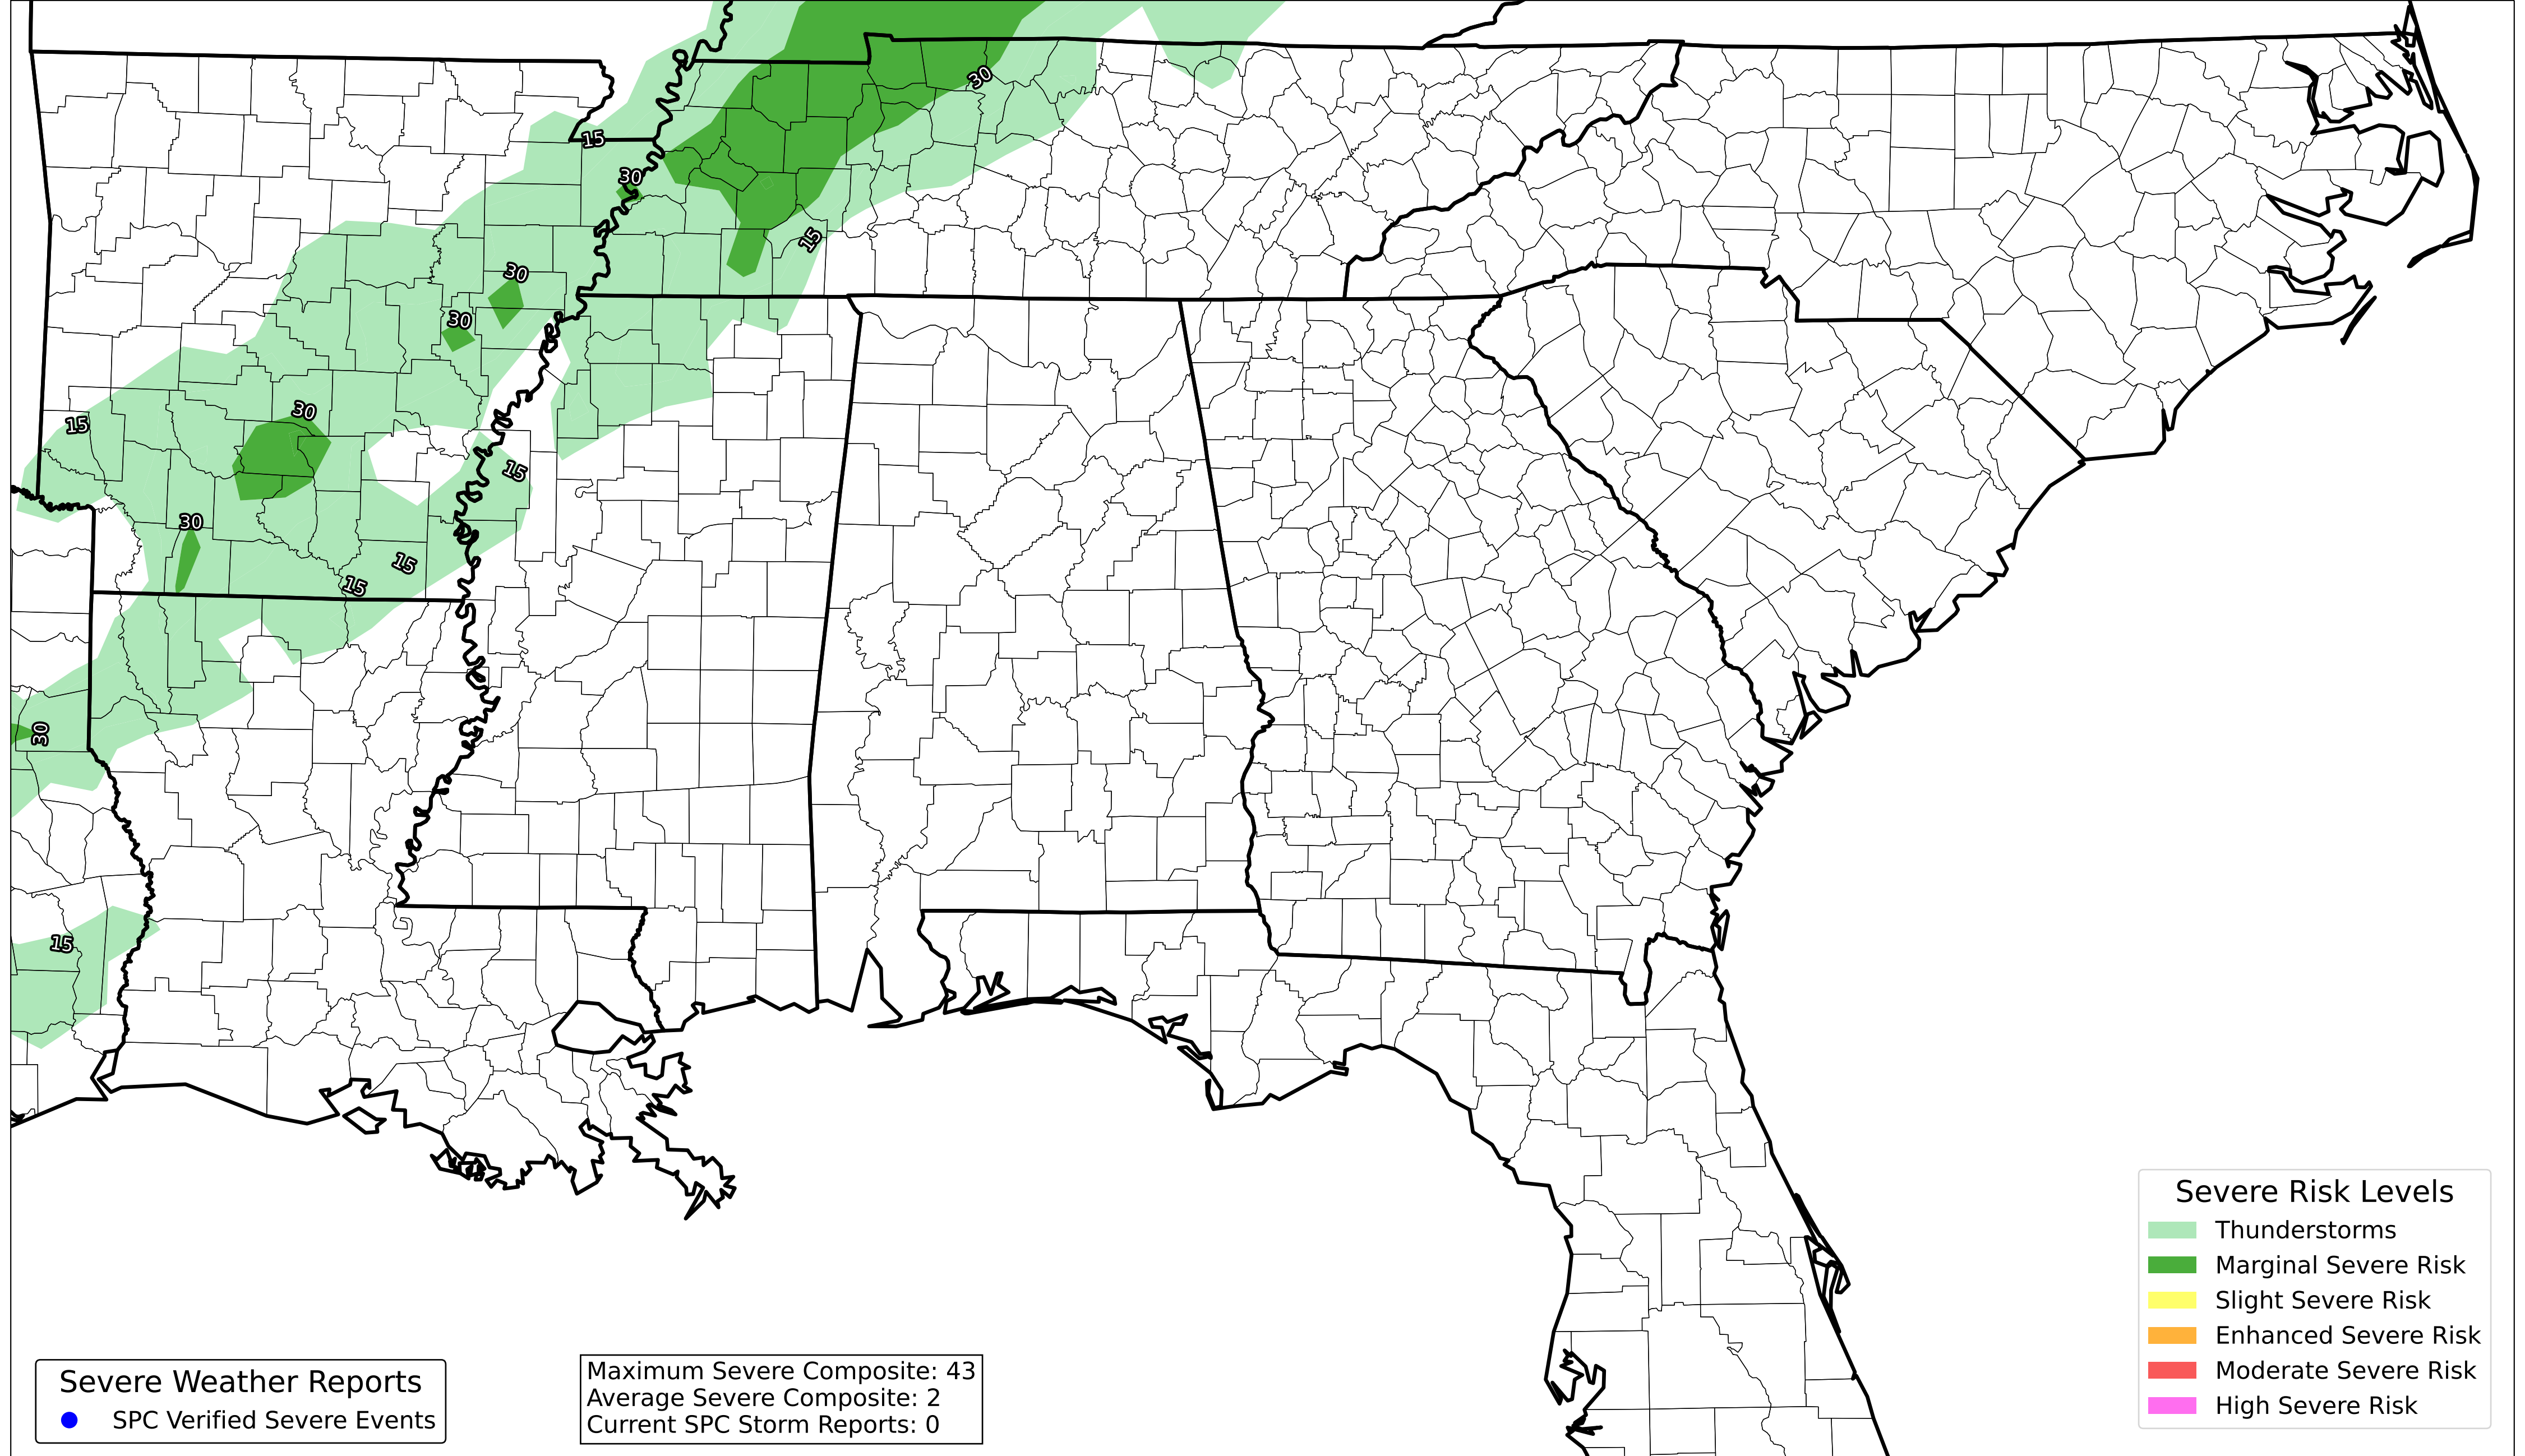 30
15
30
15
30
30
30
15
15
30
15
15
30
15
Severe Risk Levels
Thunderstorms
Marginal Severe Risk
Slight Severe Risk
Enhanced Severe Risk
Moderate Severe Risk
High Severe Risk
Severe Weather Reports
SPC Verified Severe Events
Maximum Severe Composite: 43
Average Severe Composite: 2
Current SPC Storm Reports: 0